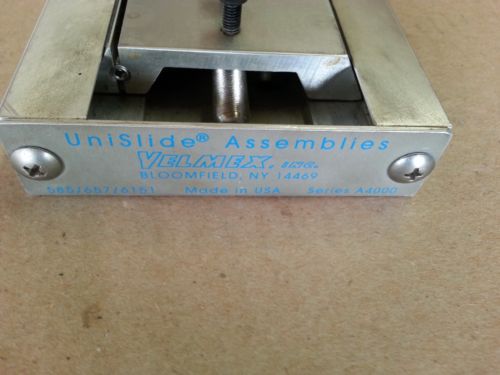 UniSlide® Assemblies
VELMEX, INC.
BLOOMFIELD, NY 14469
585/657/6151 Made in USA Series A4000